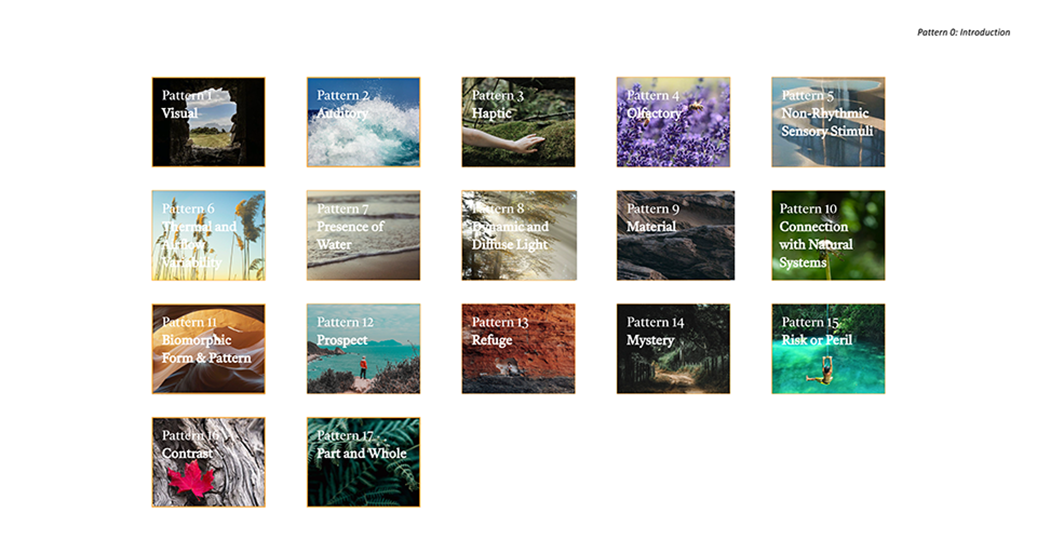 Pattern 0: Introduction
Pattern 1
Visual
Pattern 2
Auditory
Pattern 3
Haptic
Pattern 4
Olfactory
Pattern 5
Non-Rhythmic
Sensory Stimuli
Pattern 6
Thermal and
Airflow
Variability
Pattern 7
Presence of
Water
Pattern 8
Dynamic and
Diffuse Light
Pattern 9
Material
Pattern 10
Connection
with Natural
Systems
Pattern 11
Biomorphic
Form & Pattern
Pattern 12
Prospect
Pattern 13
Refuge
Pattern 14
Mystery
Pattern 15
Risk or Peril
Pattern 16
Contrast
Pattern 17
Part and Whole